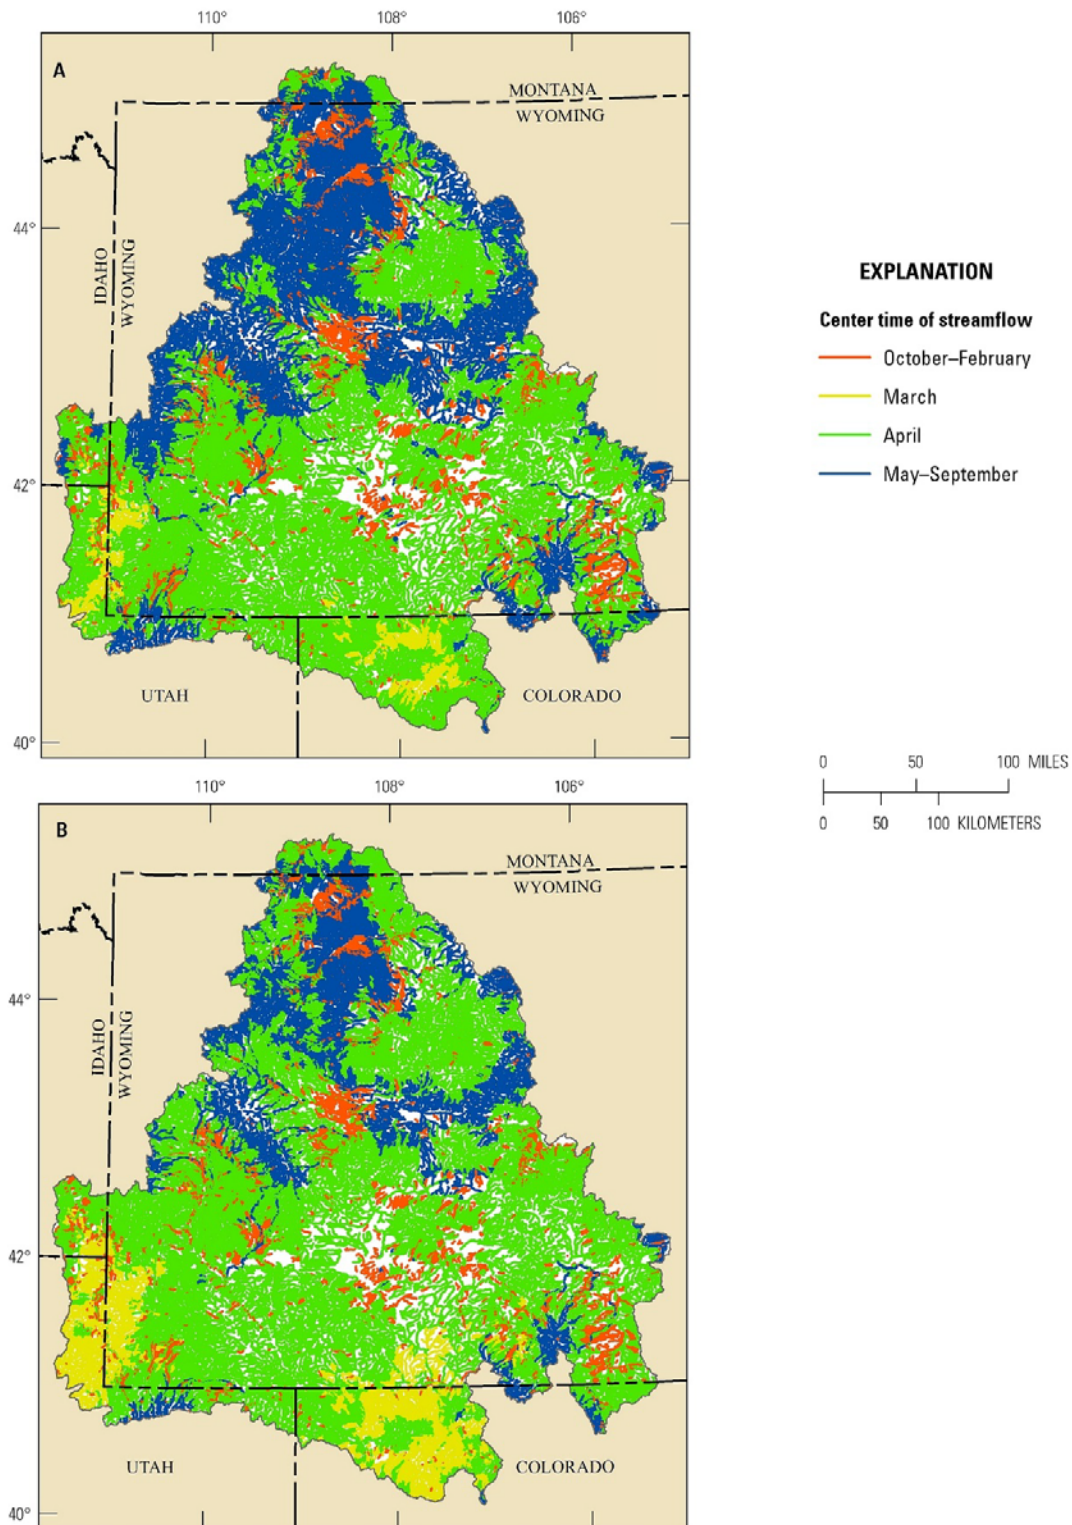 110°
108°
106°
A
MONTANA
WYOMING
44°
IDAHO
WYOMING
42°
UTAH
COLORADO
40°
EXPLANATION
Center time of streamflow
October–February
March
April
May–September
0 50 100 MILES
0 50 100 KILOMETERS
110°
108°
106°
B
MONTANA
WYOMING
44°
IDAHO
WYOMING
42°
UTAH
COLORADO
40°